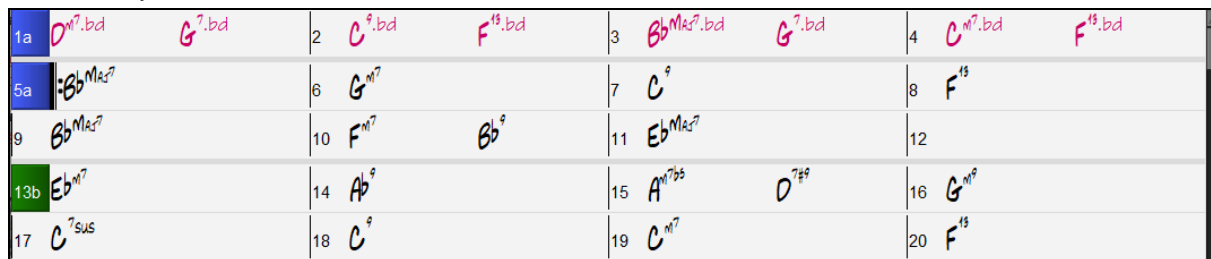 1a Dm7.bd G7.bd 2 C9.bd F13.bd 3 BbMaj7.bd G7.bd 4 Cm7.bd F13.bd
5a BbMaj7 6 Gm7 7 C9 8 F13
9 BbMaj7 10 Fm7 Bb9 11 EbMaj7 12
13b Ebm7 14 Ab9 15 Am7b5 D7#9 16 Gm9
17 C7sus 18 C9 19 Cm7 20 F13